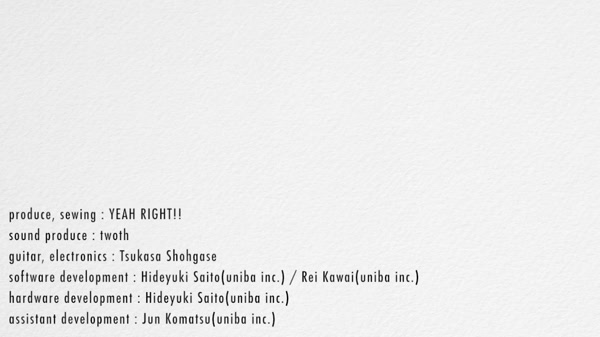 produce, sewing : YEAH RIGHT!!
sound produce : twoth
guitar, electronics : Tsukasa Shohgase
software development : Hideyuki Saito(uniba inc.) / Rei Kawai(uniba inc.)
hardware development : Hideyuki Saito(uniba inc.)
assistant development : Jun Komatsu(uniba inc.)